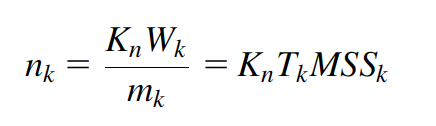 n_k = \frac{K_n W_k}{m_k} = K_n T_k MSS_k